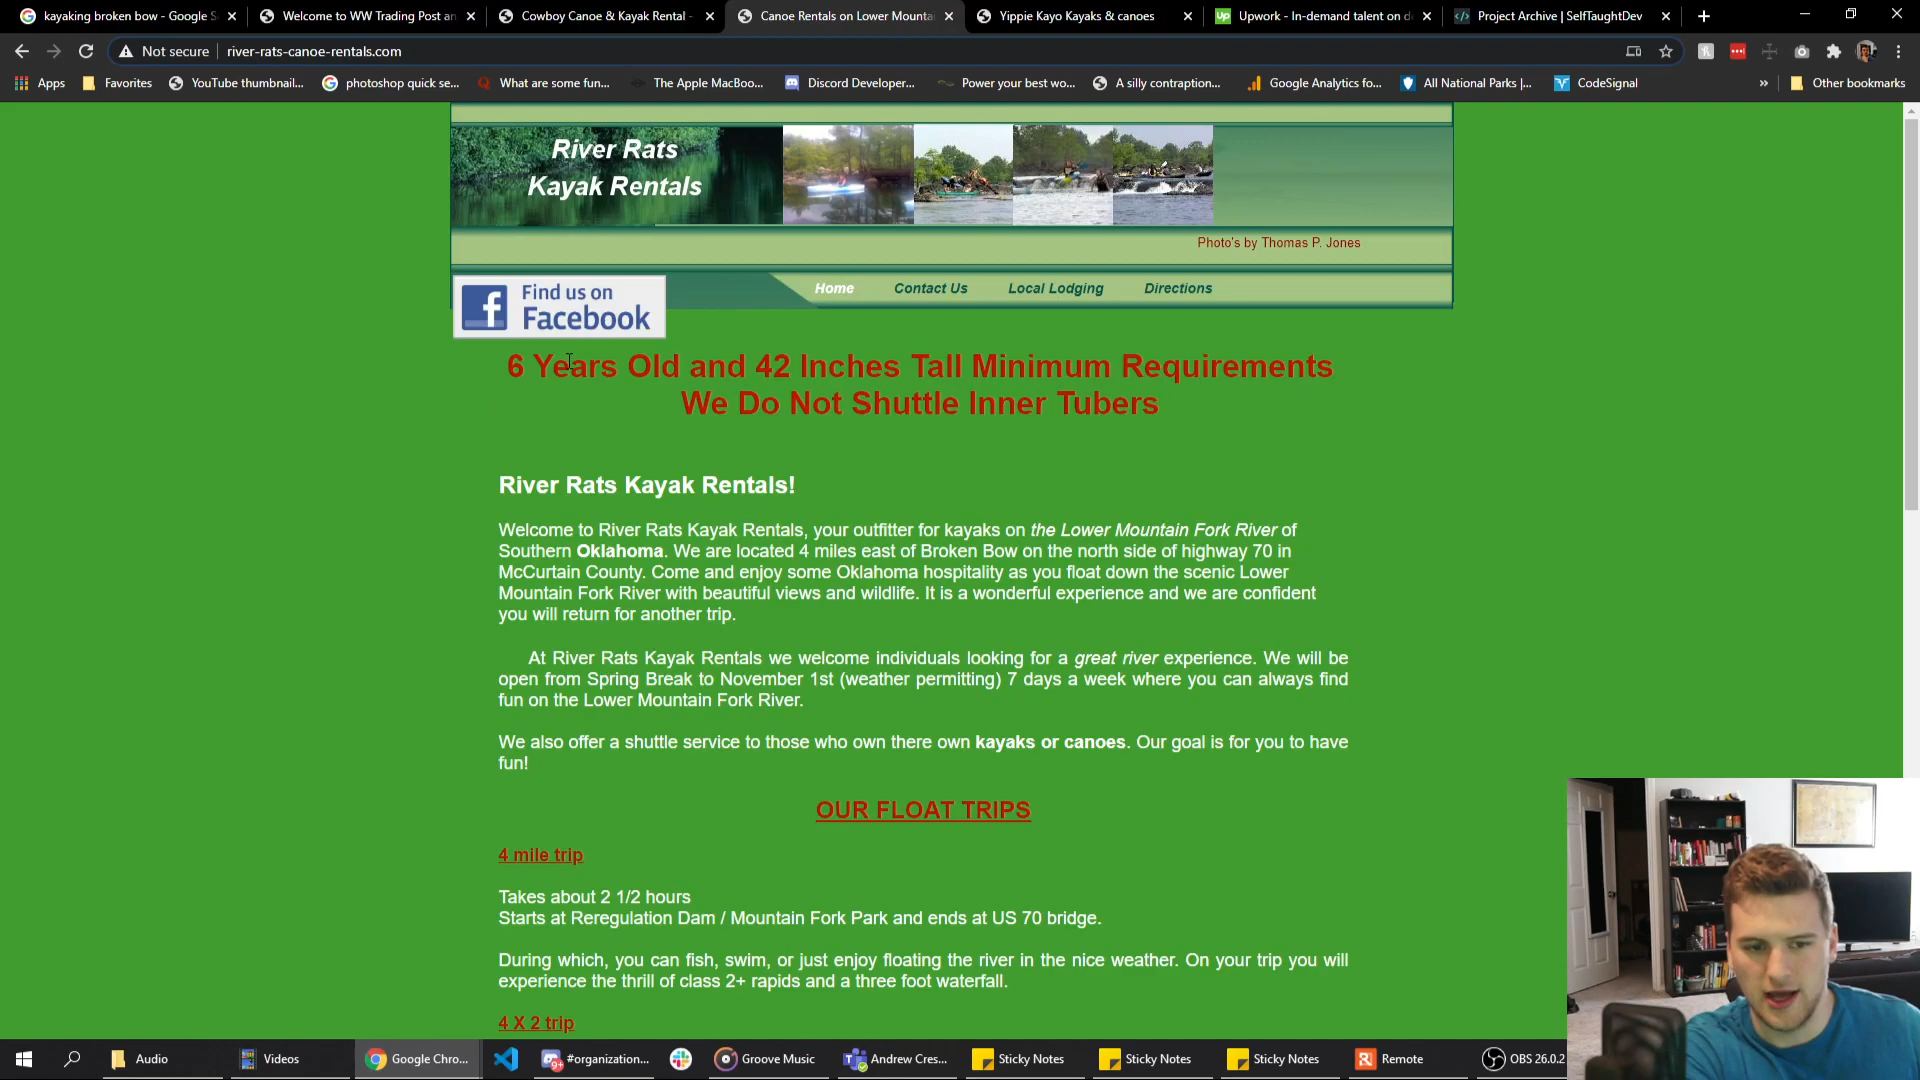 kayaking broken bow - Google S
Welcome to WW Trading Post an
Cowboy Canoe & Kayak Rental -
Canoe Rentals on Lower Mountai
Yippie Kayo Kayaks & canoes
Upwork - In-demand talent on d
Project Archive | SelfTaughtDev
Not secure
river-rats-canoe-rentals.com
Apps
Favorites
YouTube thumbnail...
photoshop quick se...
What are some fun...
The Apple MacBoo...
Discord Developer...
Power your best wo...
A silly contraption...
Google Analytics fo...
All National Parks |...
CodeSignal
Other bookmarks
River Rats
Kayak Rentals
Photo's by Thomas P. Jones
Find us on
Facebook
Home
Contact Us
Local Lodging
Directions
6 Years Old and 42 Inches Tall Minimum Requirements
We Do Not Shuttle Inner Tubers
River Rats Kayak Rentals!
Welcome to River Rats Kayak Rentals, your outfitter for kayaks on the Lower Mountain Fork River of
Southern Oklahoma. We are located 4 miles east of Broken Bow on the north side of highway 70 in
McCurtain County. Come and enjoy some Oklahoma hospitality as you float down the scenic Lower
Mountain Fork River with beautiful views and wildlife. It is a wonderful experience and we are confident
you will return for another trip.
At River Rats Kayak Rentals we welcome individuals looking for a great river experience. We will be
open from Spring Break to November 1st (weather permitting) 7 days a week where you can always find
fun on the Lower Mountain Fork River.
We also offer a shuttle service to those who own there own kayaks or canoes. Our goal is for you to have
fun!
OUR FLOAT TRIPS
4 mile trip
Takes about 2 1/2 hours
Starts at Reregulation Dam / Mountain Fork Park and ends at US 70 bridge.
During which, you can fish, swim, or just enjoy floating the river in the nice weather. On your trip you will
experience the thrill of class 2+ rapids and a three foot waterfall.
4 X 2 trip
Audio
Videos
Google Chro...
#organization...
Groove Music
Andrew Cres...
Sticky Notes
Sticky Notes
Sticky Notes
Remote
OBS 26.0.2